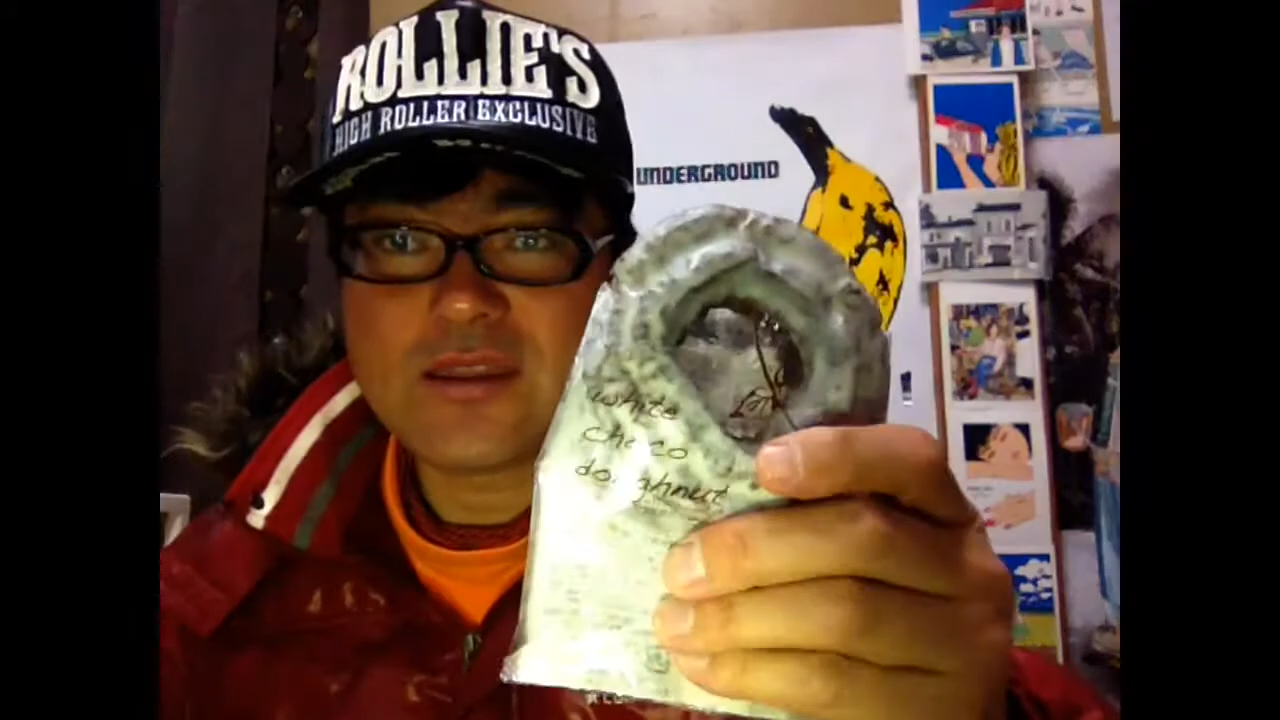 ROLLIE'S
HIGH ROLLER EXCLUSIVE
UNDERGROUND
white
choco
doughnut